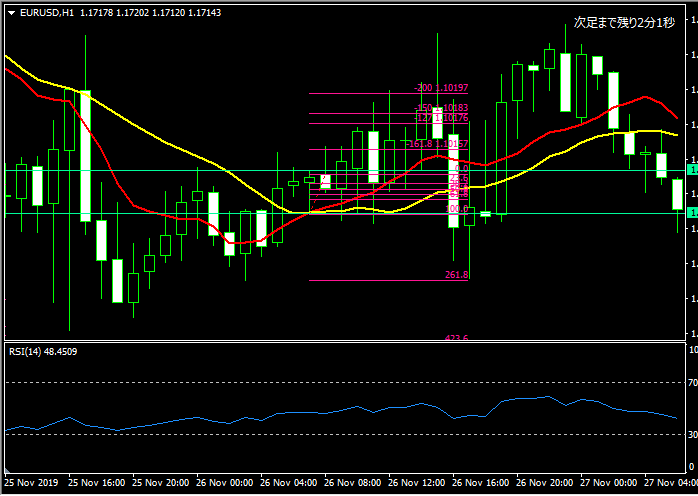 EURUSD,H1 1.17178 1.17202 1.17120 1.17143
次足まで残り2分1秒
-200 1.10197
-150 1.10183
-127 1.10176
-161.8 1.10167
100.0
261.8
423.6
RSI(14) 48.4509
70
30
0
25 Nov 2019
25 Nov 16:00
25 Nov 20:00
26 Nov 00:00
26 Nov 04:00
26 Nov 08:00
26 Nov 12:00
26 Nov 16:00
26 Nov 20:00
27 Nov 00:00
27 Nov 04:00